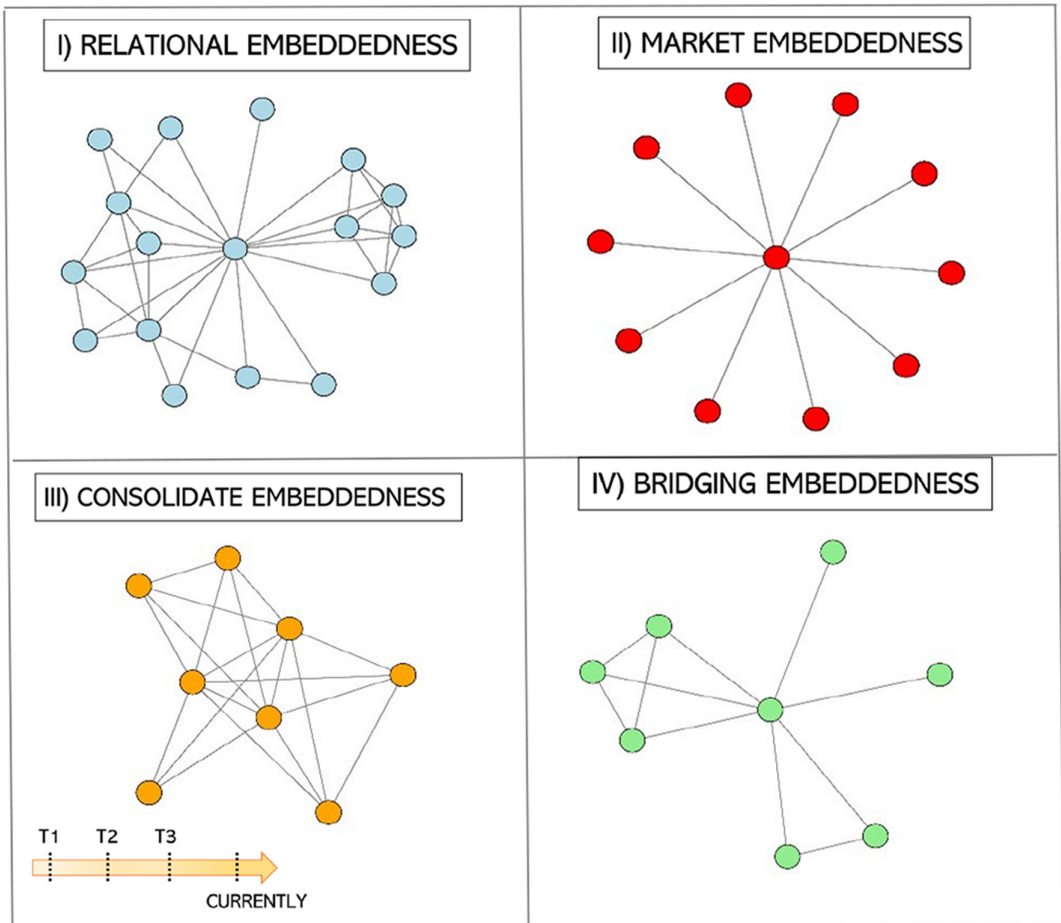 I) RELATIONAL EMBEDDEDNESS
II) MARKET EMBEDDEDNESS
III) CONSOLIDATE EMBEDDEDNESS
IV) BRIDGING EMBEDDEDNESS
T1 T2 T3
CURRENTLY